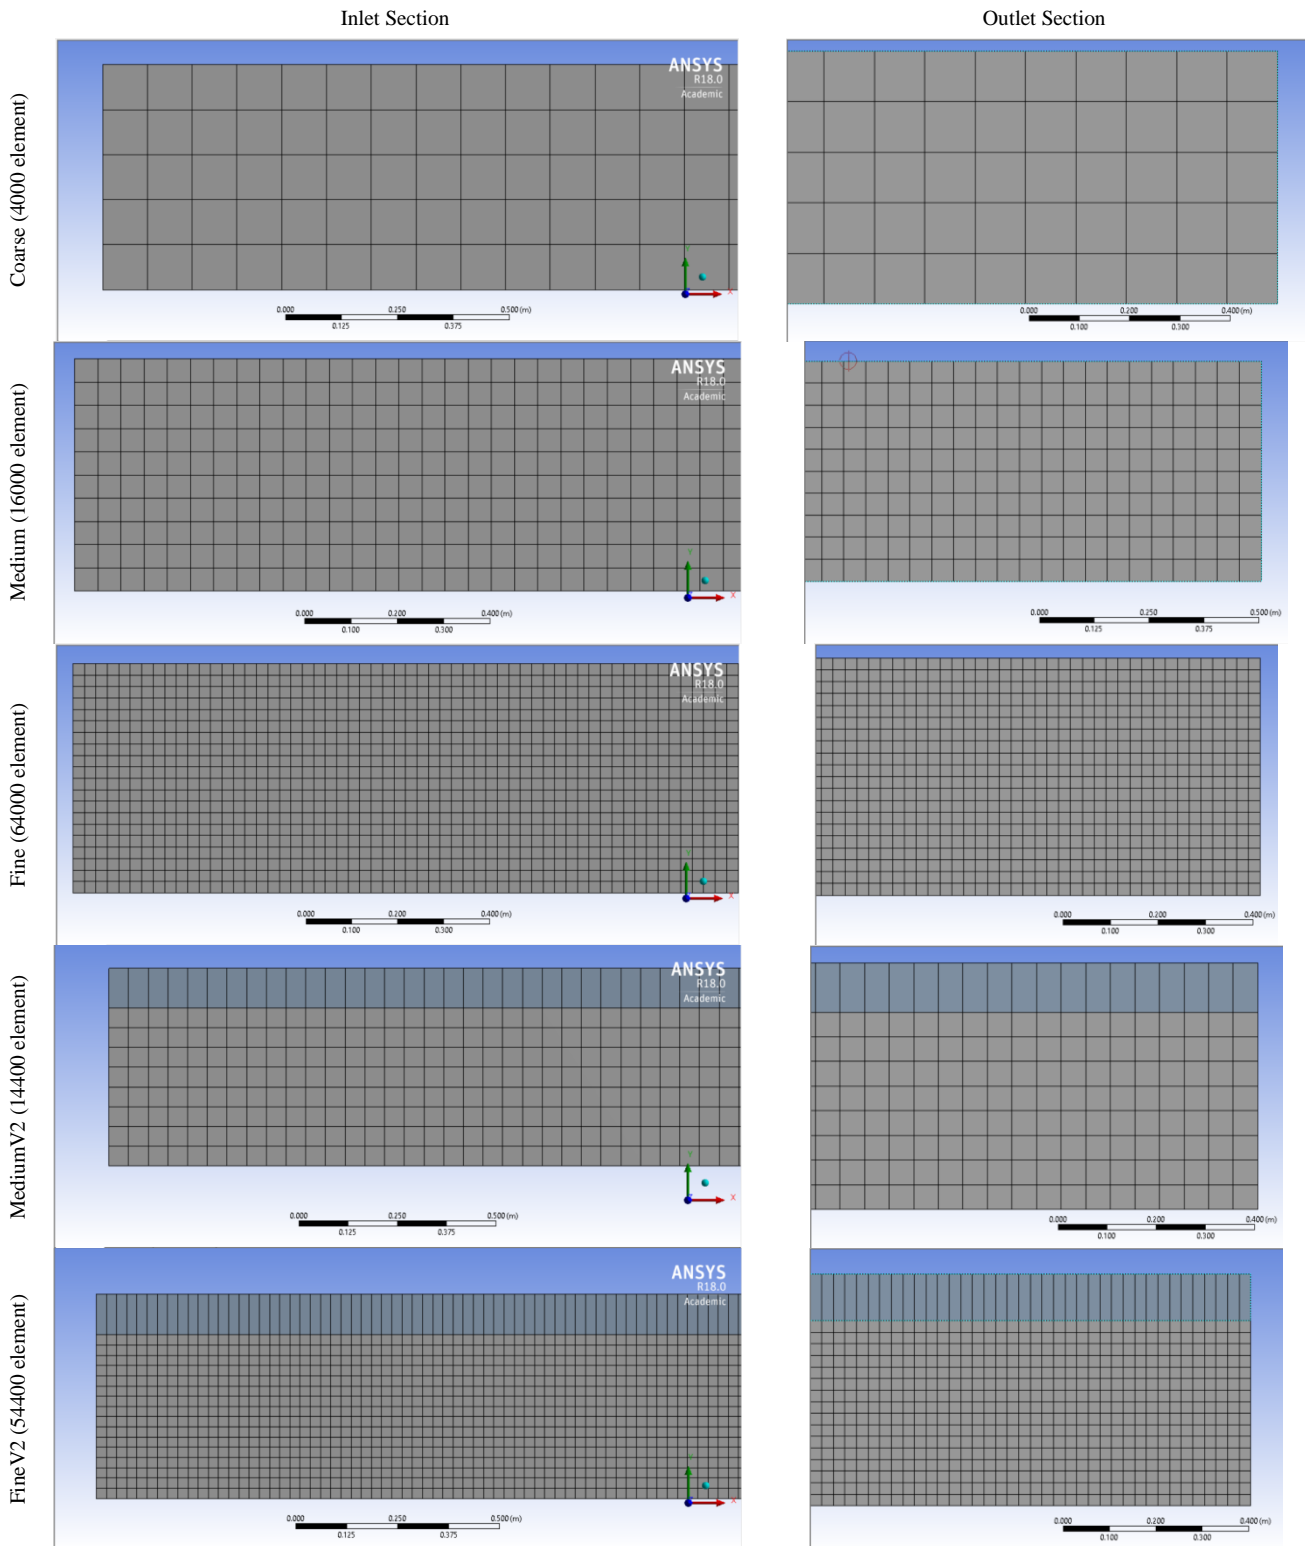 Inlet Section
Outlet Section
Coarse (4000 element)
ANSYS
R18.0
Academic
Y
X
0.000 0.250 0.500 (m)
0.125 0.375
0.000 0.200 0.400 (m)
0.100 0.300
Medium (16000 element)
ANSYS
R18.0
Academic
Y
X
0.000 0.200 0.400 (m)
0.100 0.300
0.000 0.250 0.500 (m)
0.125 0.375
Fine (64000 element)
ANSYS
R18.0
Academic
Y
X
0.000 0.200 0.400 (m)
0.100 0.300
0.000 0.200 0.400 (m)
0.100 0.300
MediumV2 (14400 element)
ANSYS
R18.0
Academic
Y
X
0.000 0.250 0.500 (m)
0.125 0.375
0.000 0.200 0.400 (m)
0.100 0.300
FineV2 (54400 element)
ANSYS
R18.0
Academic
X
0.000 0.250 0.500 (m)
0.125 0.375
0.000 0.200 0.400 (m)
0.100 0.300